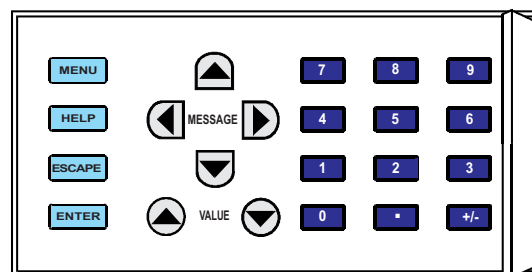 MENU 7 8 9
HELP MESSAGE 4 5 6
ESCAPE 1 2 3
ENTER VALUE 0 . +/-